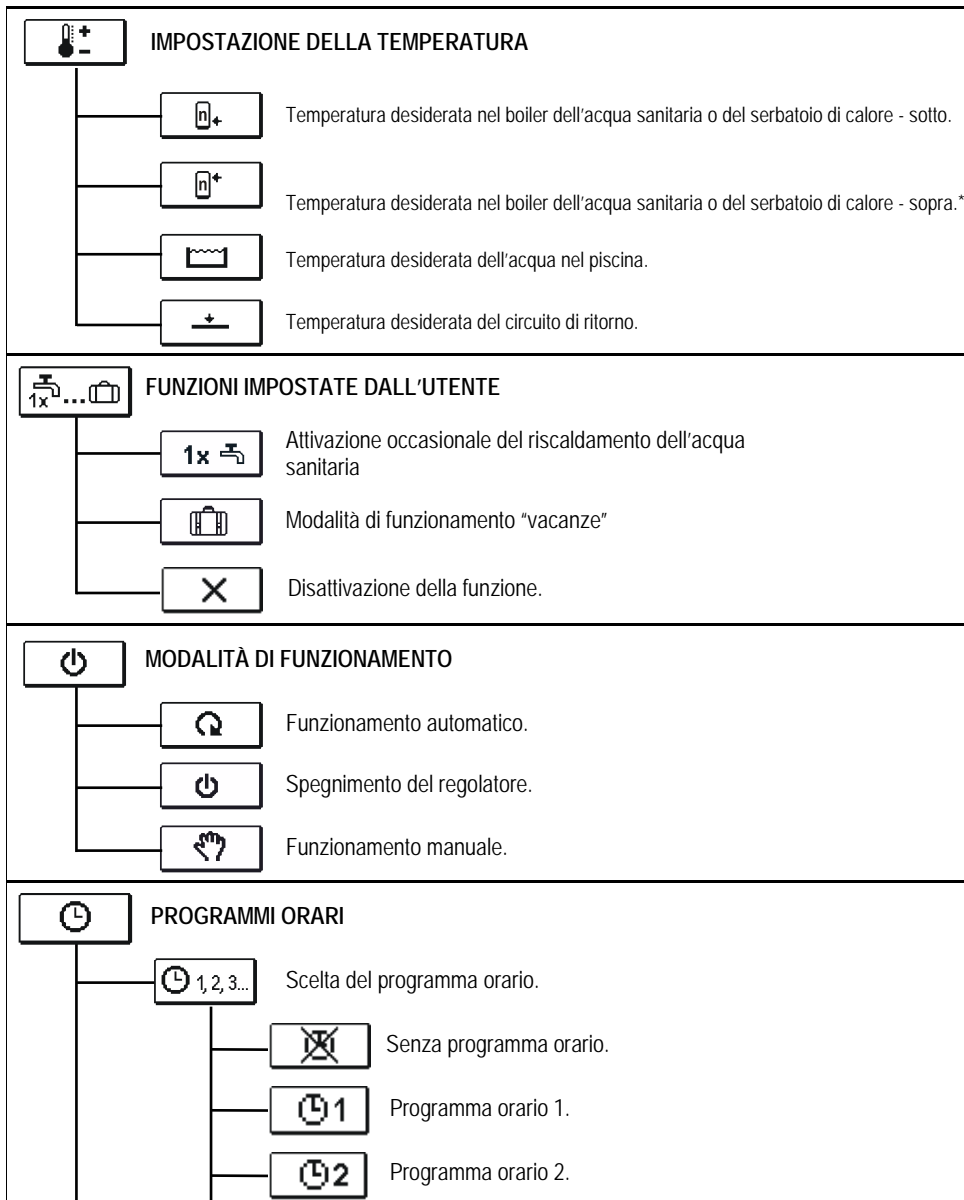 IMPOSTAZIONE DELLA TEMPERATURA
n
Temperatura desiderata nel boiler dell'acqua sanitaria o del serbatoio di calore - sotto.
n
Temperatura desiderata nel boiler dell'acqua sanitaria o del serbatoio di calore - sopra.*
Temperatura desiderata dell'acqua nel piscina.
Temperatura desiderata del circuito di ritorno.
1x ...
FUNZIONI IMPOSTATE DALL'UTENTE
1x
Attivazione occasionale del riscaldamento dell'acqua
sanitaria
Modalità di funzionamento “vacanze”
Disattivazione della funzione.
MODALITÀ DI FUNZIONAMENTO
Funzionamento automatico.
Spegnimento del regolatore.
Funzionamento manuale.
PROGRAMMI ORARI
1, 2, 3...
Scelta del programma orario.
Senza programma orario.
1
Programma orario 1.
2
Programma orario 2.